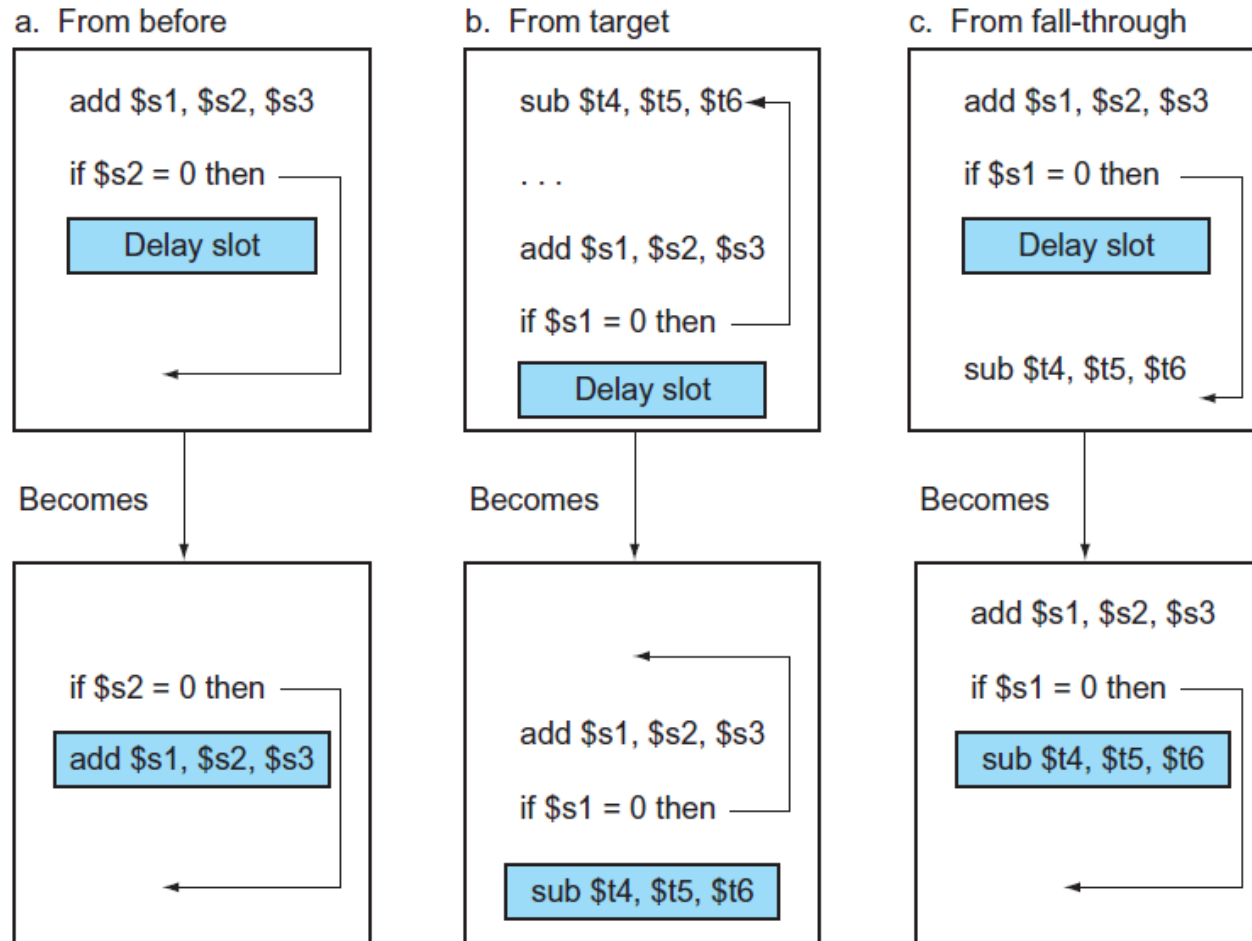 a. From before
add $s1, $s2, $s3
if $s2 = 0 then
Delay slot
Becomes
if $s2 = 0 then
add $s1, $s2, $s3
b. From target
sub $t4, $t5, $t6
. . .
add $s1, $s2, $s3
if $s1 = 0 then
Delay slot
Becomes
add $s1, $s2, $s3
if $s1 = 0 then
sub $t4, $t5, $t6
c. From fall-through
add $s1, $s2, $s3
if $s1 = 0 then
Delay slot
sub $t4, $t5, $t6
Becomes
add $s1, $s2, $s3
if $s1 = 0 then
sub $t4, $t5, $t6